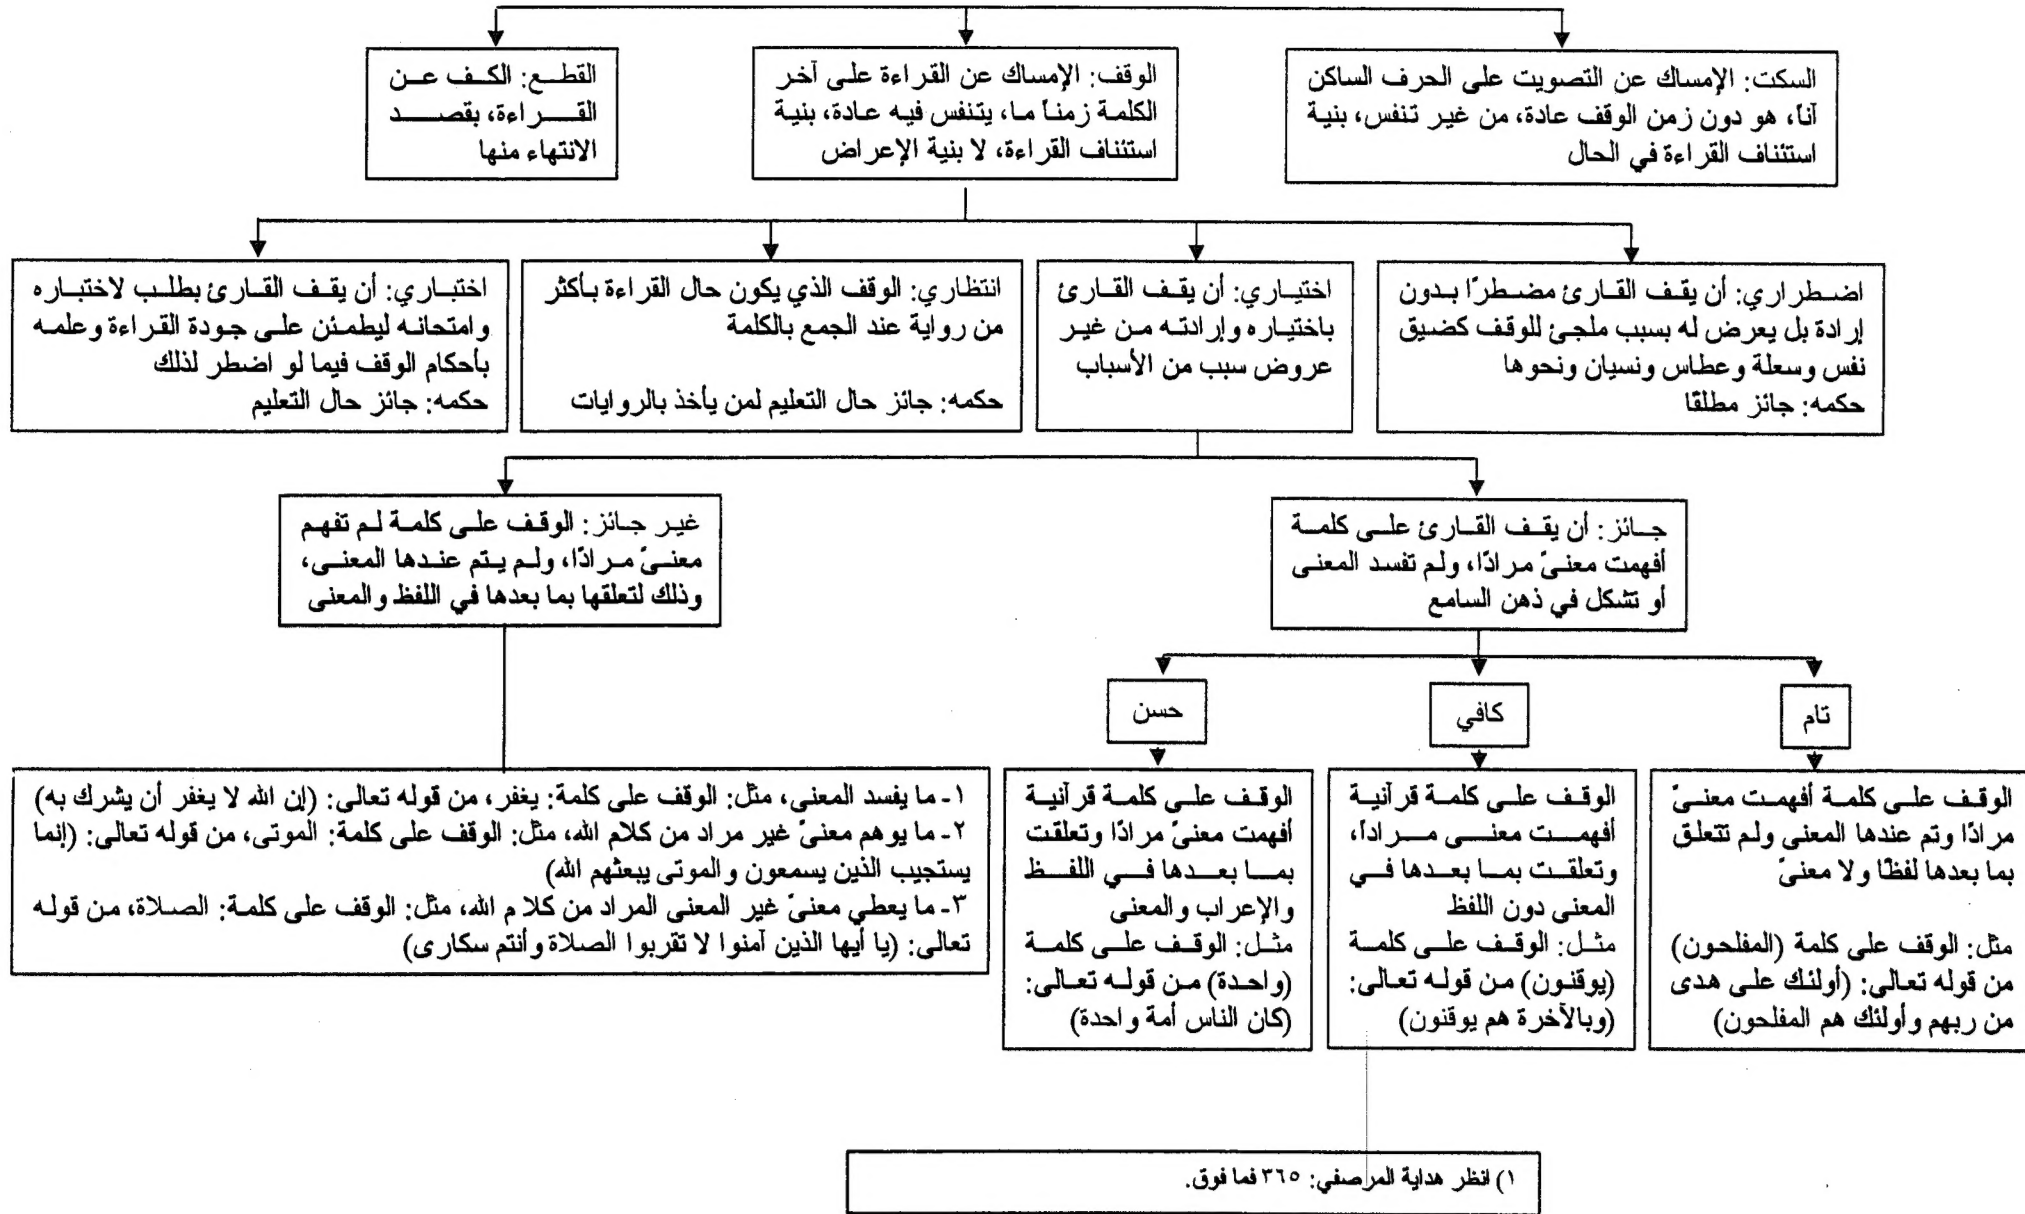 السكت: الإمساك عن التصويت على الحرف الساكن
آناً، هو دون زمن الوقف عادة، من غير تنفس، بنية
استئناف القراءة في الحال
الوقف: الإمساك عن القراءة على آخر
الكلمة زمناً ما، يتنفس فيه عادة، بنية
استئناف القراءة، لا بنية الإعراض
القطع: الكف عن
القراءة، بقصد
الانتهاء منها
اضطراري: أن يقف القارئ مضطرًا بدون
إرادة بل يعرض له بسبب ملجئ للوقف كضيق
نفس وسعلة وعطاس ونسيان ونحوها
حكمه: جائز مطلقًا
اختياري: أن يقف القارئ
باختياره وإرادته من غير
عروض سبب من الأسباب
انتظاري: الوقف الذي يكون حال القراءة بأكثر
من رواية عند الجمع بالكلمة
حكمه: جائز حال التعليم لمن يأخذ بالروايات
اختباري: أن يقف القارئ بطلب لاختباره
وامتحانه ليطمئن على جودة القراءة وعلمه
بأحكام الوقف فيما لو اضطر لذلك
حكمه: جائز حال التعليم
جائز: أن يقف القارئ على كلمة
أفهمت معنىً مرادًا، ولم تفسد المعنى
أو تشكل في ذهن السامع
غير جائز: الوقف على كلمة لم تفهم
معنىً مرادًا، ولم يتم عندها المعنى،
وذلك لتعلقها بما بعدها في اللفظ والمعنى
تام
كافي
حسن
الوقف على كلمة أفهمت معنىً
مرادًا وتم عندها المعنى ولم تتعلق
بما بعدها لفظًا ولا معنىً
مثل: الوقف على كلمة (المفلحون)
من قوله تعالى: (أولئك على هدى
من ربهم وأولئك هم المفلحون)
الوقف على كلمة قرآنية
أفهمت معنى مراداً،
وتعلقت بما بعدها في
المعنى دون اللفظ
مثل: الوقف على كلمة
(يوقنون) من قوله تعالى:
(وبالآخرة هم يوقنون)
الوقف على كلمة قرآنية
أفهمت معنىً مرادًا وتعلقت
بما بعدها في اللفظ
والإعراب والمعنى
مثل: الوقف على كلمة
(واحدة) من قوله تعالى:
(كان الناس أمة واحدة)
١- ما يفسد المعنى، مثل: الوقف على كلمة: يغفر، من قوله تعالى: (إن الله لا يغفر أن يشرك به)
٢- ما يوهم معنىً غير مراد من كلام الله، مثل: الوقف على كلمة: الموتى، من قوله تعالى: (إنما
يستجيب الذين يسمعون والموتى يبعثهم الله)
٣- ما يعطي معنىً غير المعنى المراد من كلام الله، مثل: الوقف على كلمة: الصلاة، من قوله
تعالى: (يا أيها الذين آمنوا لا تقربوا الصلاة وأنتم سكارى)
١) انظر هداية المرصفي: ٣٦٥ فما فوق.